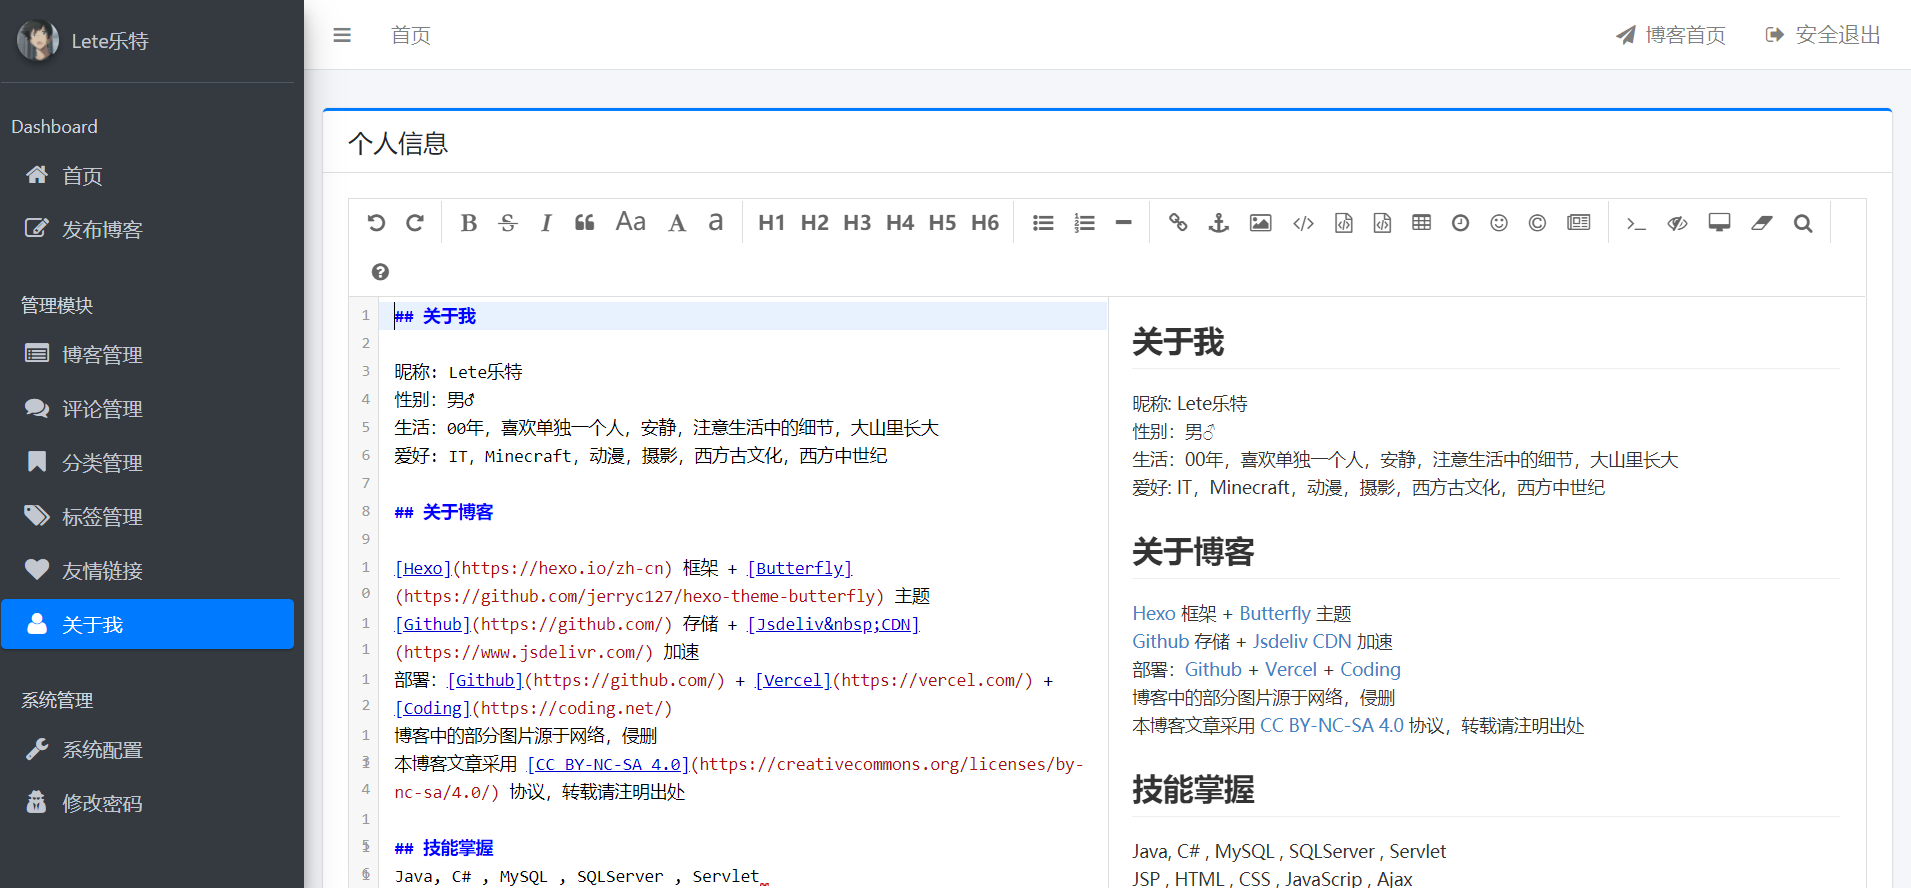 Lete乐特
Dashboard
首页
发布博客
管理模块
博客管理
评论管理
分类管理
标签管理
友情链接
关于我
系统管理
系统配置
修改密码
首页
博客首页
安全退出
个人信息
B S I Aa A a H1 H2 H3 H4 H5 H6
1 ## 关于我
2
3 昵称: Lete乐特
4 性别: 男♂
5 生活: 00年，喜欢单独一个人，安静，注意生活中的细节，大山里长大
6 爱好: IT，Minecraft，动漫，摄影，西方古文化，西方中世纪
7
8 ## 关于博客
9
10 [Hexo](https://hexo.io/zh-cn) 框架 + [Butterfly]
(https://github.com/jerryc127/hexo-theme-butterfly) 主题
11 [Github](https://github.com/) 存储 + [Jsdeliv&nbsp;CDN]
(https://www.jsdelivr.com/) 加速
12 部署: [Github](https://github.com/) + [Vercel](https://vercel.com/) +
[Coding](https://coding.net/)
13 博客中的部分图片源于网络，侵删
14 本博客文章采用 [CC BY-NC-SA 4.0](https://creativecommons.org/licenses/by-
nc-sa/4.0/) 协议，转载请注明出处
15
16 ## 技能掌握
Java, C# , MySQL , SQLServer , Servlet
关于我
昵称: Lete乐特
性别: 男♂
生活: 00年，喜欢单独一个人，安静，注意生活中的细节，大山里长大
爱好: IT，Minecraft，动漫，摄影，西方古文化，西方中世纪
关于博客
Hexo 框架 + Butterfly 主题
Github 存储 + Jsdeliv CDN 加速
部署: Github + Vercel + Coding
博客中的部分图片源于网络，侵删
本博客文章采用 CC BY-NC-SA 4.0 协议，转载请注明出处
技能掌握
Java, C# , MySQL , SQLServer , Servlet
JSP , HTML , CSS , JavaScrip , Ajax